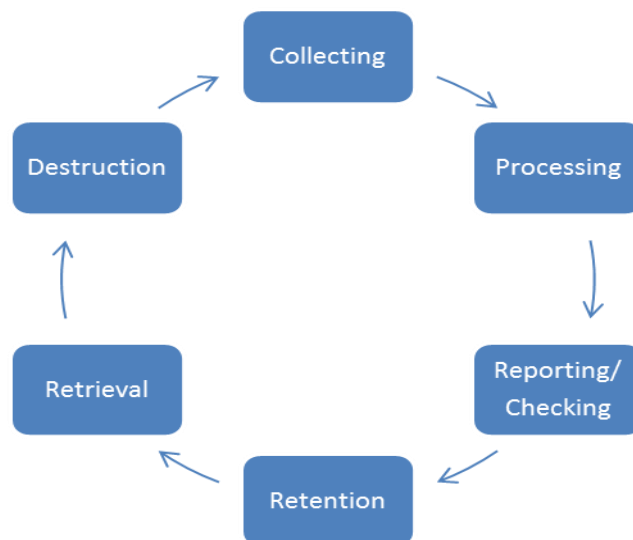 Collecting
Processing
Reporting/
Checking
Retention
Retrieval
Destruction